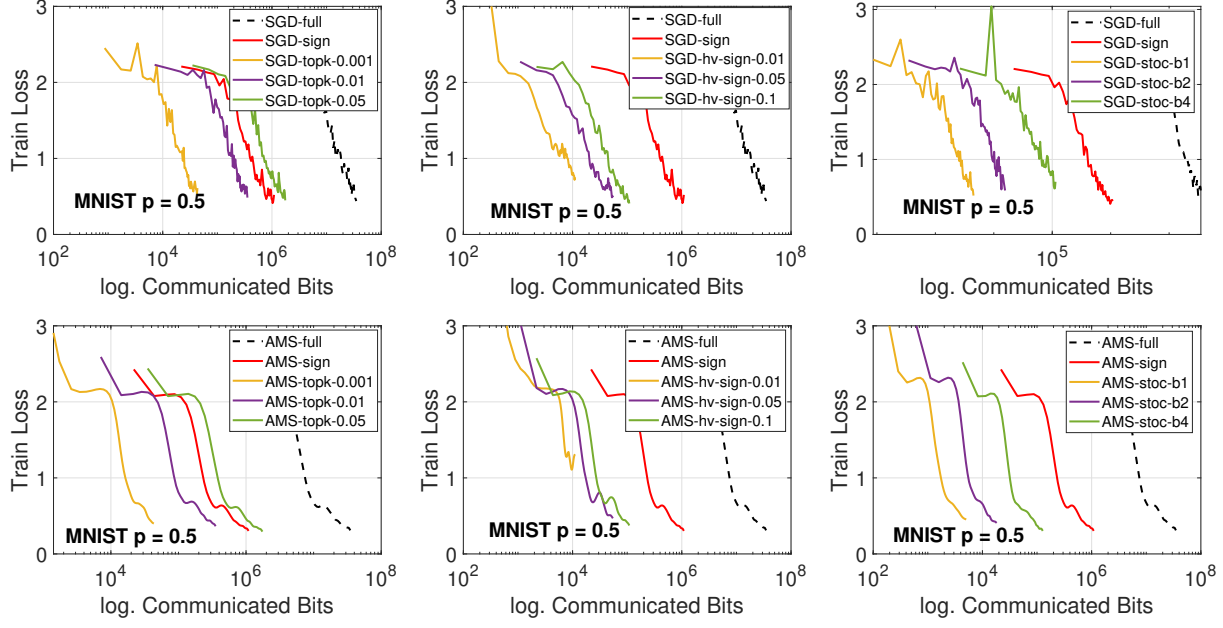 3
2
1
0
Train Loss
SGD-full
SGD-sign
SGD-topk-0.001
SGD-topk-0.01
SGD-topk-0.05
MNIST p = 0.5
10^2 10^4 10^6 10^8
log. Communicated Bits
3
2
1
0
Train Loss
SGD-full
SGD-sign
SGD-hv-sign-0.01
SGD-hv-sign-0.05
SGD-hv-sign-0.1
MNIST p = 0.5
10^2 10^4 10^6 10^8
log. Communicated Bits
3
2
1
0
Train Loss
SGD-full
SGD-sign
SGD-stoc-b1
SGD-stoc-b2
SGD-stoc-b4
MNIST p = 0.5
10^5
log. Communicated Bits
3
2
1
0
Train Loss
AMS-full
AMS-sign
AMS-topk-0.001
AMS-topk-0.01
AMS-topk-0.05
MNIST p = 0.5
10^4 10^6 10^8
log. Communicated Bits
3
2
1
0
Train Loss
AMS-full
AMS-sign
AMS-hv-sign-0.01
AMS-hv-sign-0.05
AMS-hv-sign-0.1
MNIST p = 0.5
10^2 10^4 10^6 10^8
log. Communicated Bits
3
2
1
0
Train Loss
AMS-full
AMS-sign
AMS-stoc-b1
AMS-stoc-b2
AMS-stoc-b4
MNIST p = 0.5
10^2 10^4 10^6 10^8
log. Communicated Bits